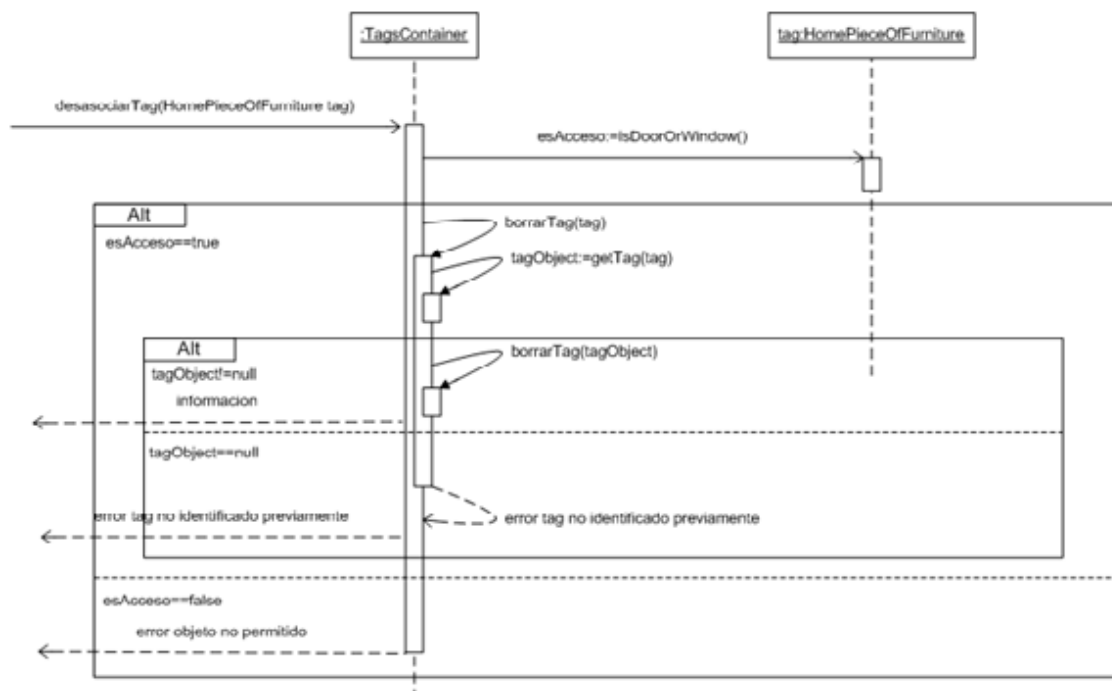 :TagsContainer
tag:HomePieceOfFurniture
desasociarTag(HomePieceOfFurniture tag)
esAcceso:=isDoorOrWindow()
Alt
esAcceso==true
borrarTag(tag)
tagObject:=getTag(tag)
Alt
tagObject!=null
borrarTag(tagObject)
informacion
tagObject==null
error tag no identificado previamente
error tag no identificado previamente
esAcceso==false
error objeto no permitido